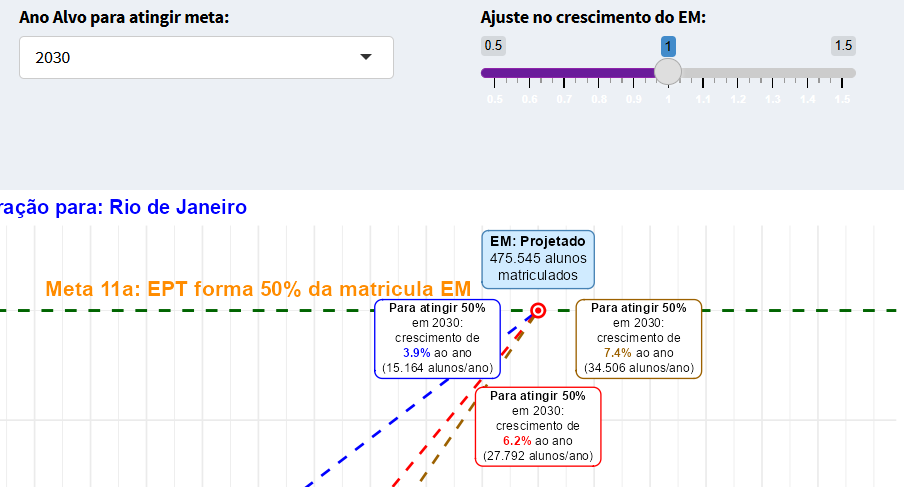 Ano Alvo para atingir meta:
2030
Ajuste no crescimento do EM:
0.5 1 1.5
0.5 0.6 0.7 0.8 0.9 1 1.1 1.2 1.3 1.4 1.5
ração para: Rio de Janeiro
EM: Projetado
475.545 alunos
matriculados
Meta 11a: EPT forma 50% da matricula EM
Para atingir 50%
em 2030:
crescimento de
3.9% ao ano
(15.164 alunos/ano)
Para atingir 50%
em 2030:
crescimento de
7.4% ao ano
(34.506 alunos/ano)
Para atingir 50%
em 2030:
crescimento de
6.2% ao ano
(27.792 alunos/ano)